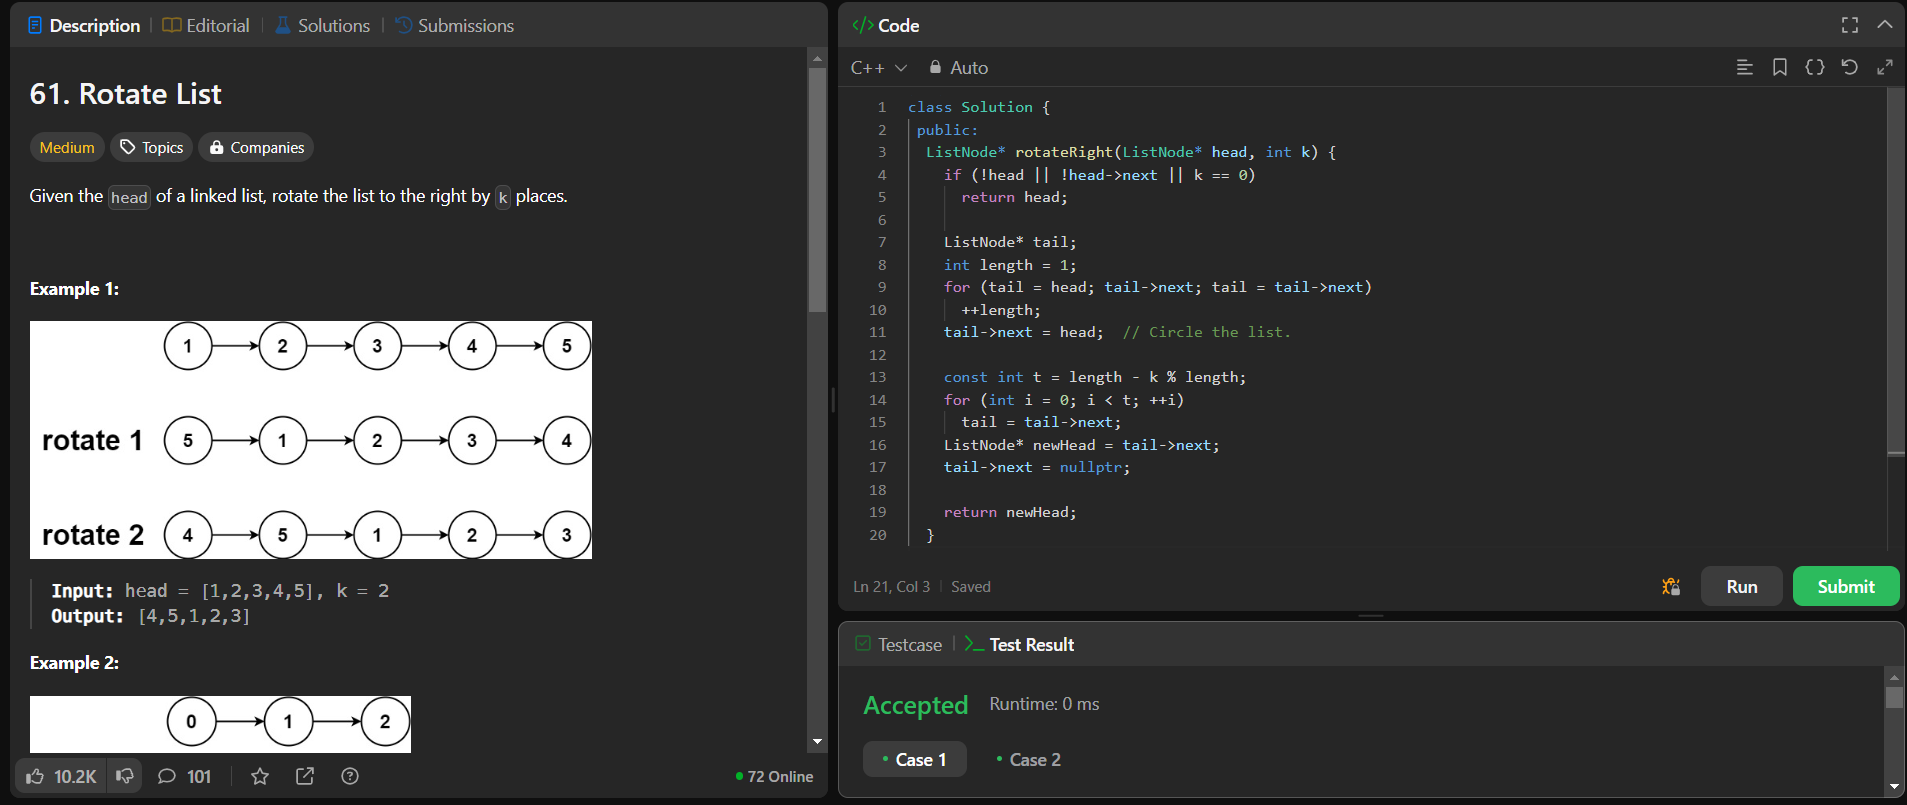 Description
Editorial
Solutions
Submissions
61. Rotate List
Medium
Topics
Companies
Given the head of a linked list, rotate the list to the right by k places.
Example 1:
1 2 3 4 5
rotate 1 5 1 2 3 4
rotate 2 4 5 1 2 3
Input: head = [1,2,3,4,5], k = 2
Output: [4,5,1,2,3]
Example 2:
0 1 2
10.2K
101
72 Online
</> Code
C++
Auto
1 class Solution {
2 public:
3 ListNode* rotateRight(ListNode* head, int k) {
4 if (!head || !head->next || k == 0)
5 return head;
6
7 ListNode* tail;
8 int length = 1;
9 for (tail = head; tail->next; tail = tail->next)
10 ++length;
11 tail->next = head;  // Circle the list.
12
13 const int t = length - k % length;
14 for (int i = 0; i < t; ++i)
15 tail = tail->next;
16 ListNode* newHead = tail->next;
17 tail->next = nullptr;
18
19 return newHead;
20 }
Ln 21, Col 3 Saved
Run
Submit
Testcase
Test Result
Accepted
Runtime: 0 ms
Case 1
Case 2